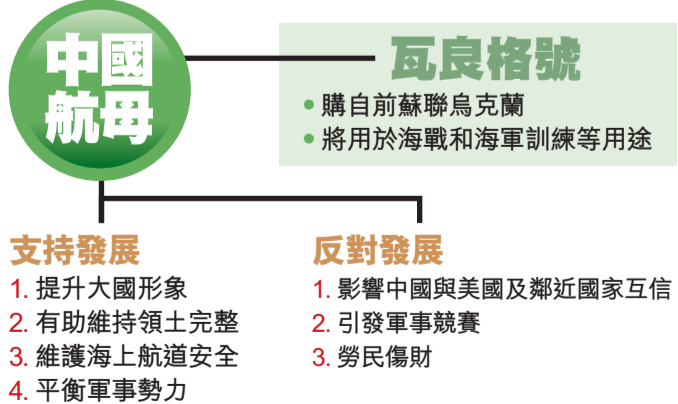 中國
航母
瓦良格號
• 購自前蘇聯烏克蘭
• 將用於海戰和海軍訓練等用途
支持發展
1. 提升大國形象
2. 有助維持領土完整
3. 維護海上航道安全
4. 平衡軍事勢力
反對發展
1. 影響中國與美國及鄰近國家互信
2. 引發軍事競賽
3. 勞民傷財